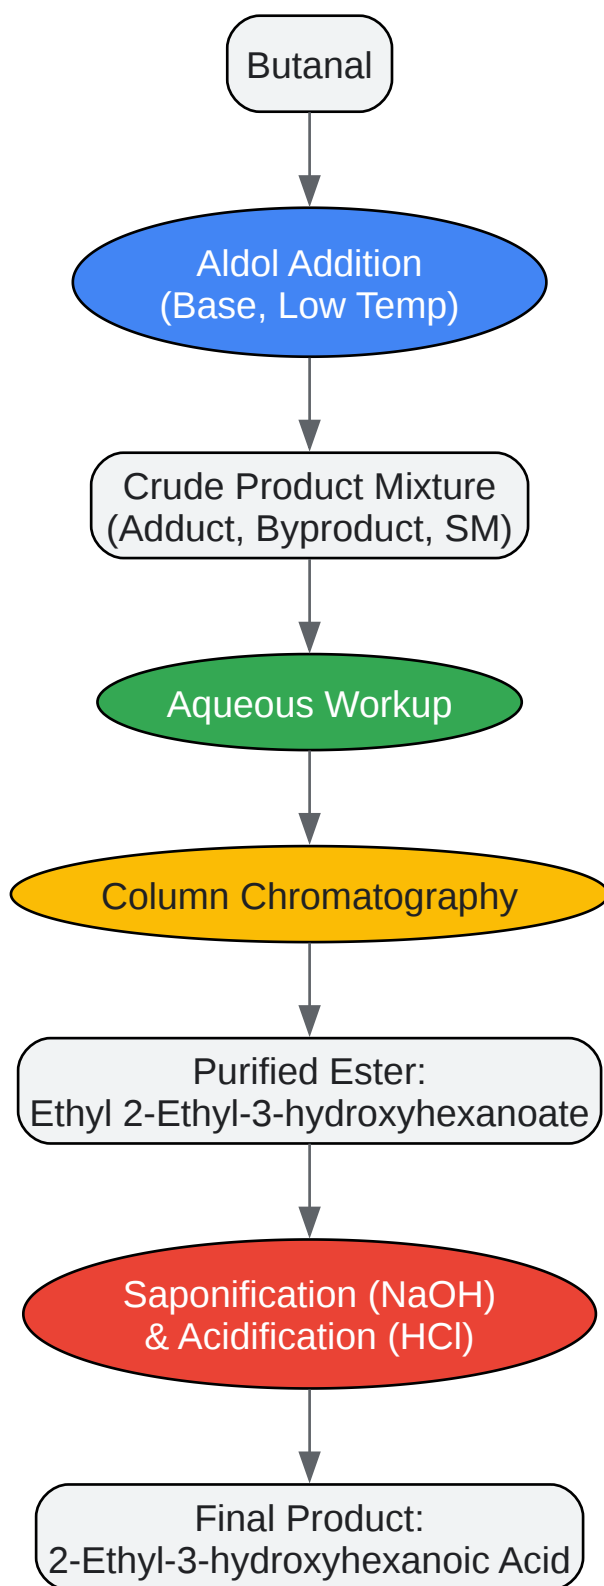 Butanal
Aldol Addition
(Base, Low Temp)
Crude Product Mixture
(Adduct, Byproduct, SM)
Aqueous Workup
Column Chromatography
Purified Ester:
Ethyl 2-Ethyl-3-hydroxyhexanoate
Saponification (NaOH)
& Acidification (HCl)
Final Product:
2-Ethyl-3-hydroxyhexanoic Acid